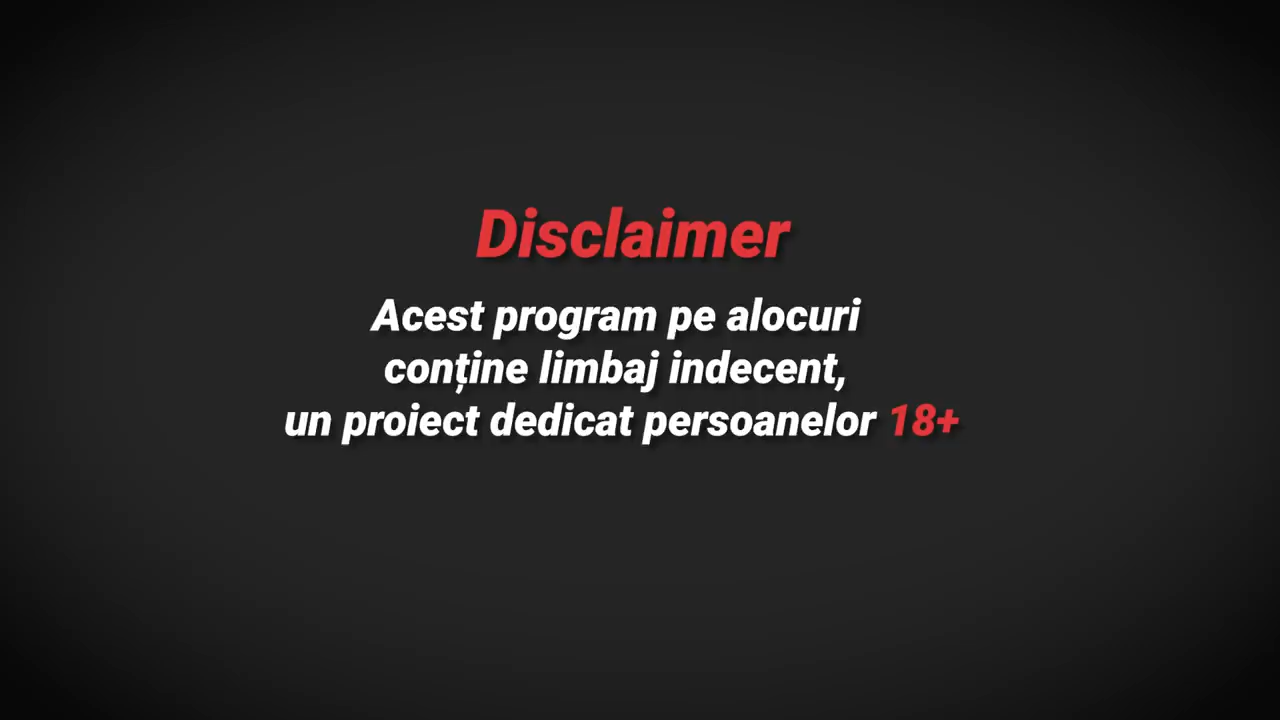 Disclaimer
Acest program pe alocuri
conține limbaj indecent,
un proiect dedicat persoanelor 18+